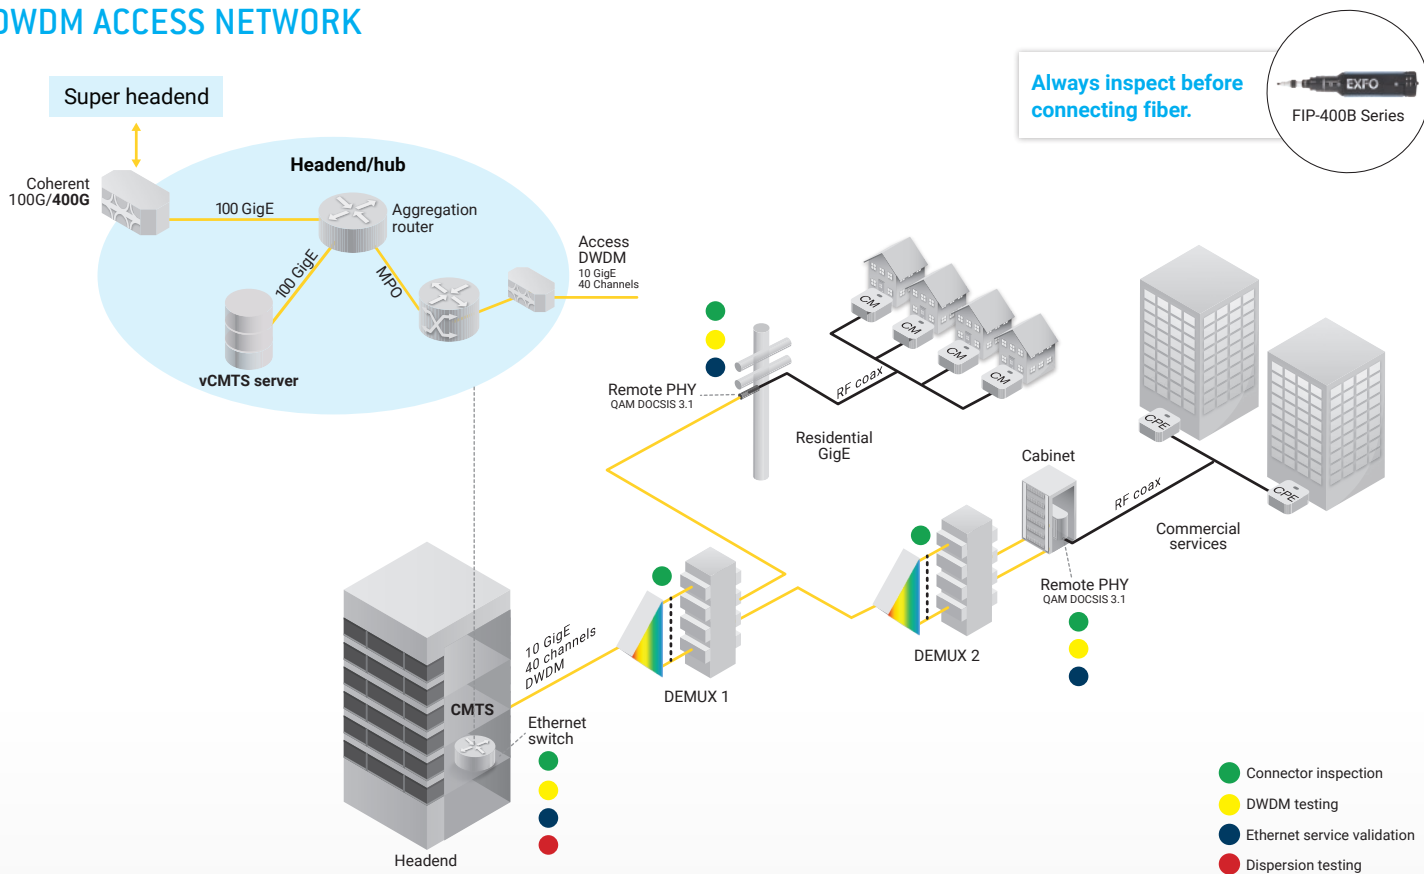 DWDM ACCESS NETWORK
Always inspect before
connecting fiber.
EXFO
FIP-400B Series
Super headend
Headend/hub
Coherent
100G/400G
100 GigE
Aggregation
router
100 GigE
MPO
Access
DWDM
10 GigE
40 Channels
vCMTS server
CM
CM
CM
CM
Remote PHY
QAM DOCSIS 3.1
RF coax
Residential
GigE
CPE
CPE
Cabinet
RF coax
Commercial
services
Remote PHY
QAM DOCSIS 3.1
DEMUX 2
10 GigE
40 channels
DWDM
DEMUX 1
CMTS
Ethernet
switch
Headend
Connector inspection
DWDM testing
Ethernet service validation
Dispersion testing